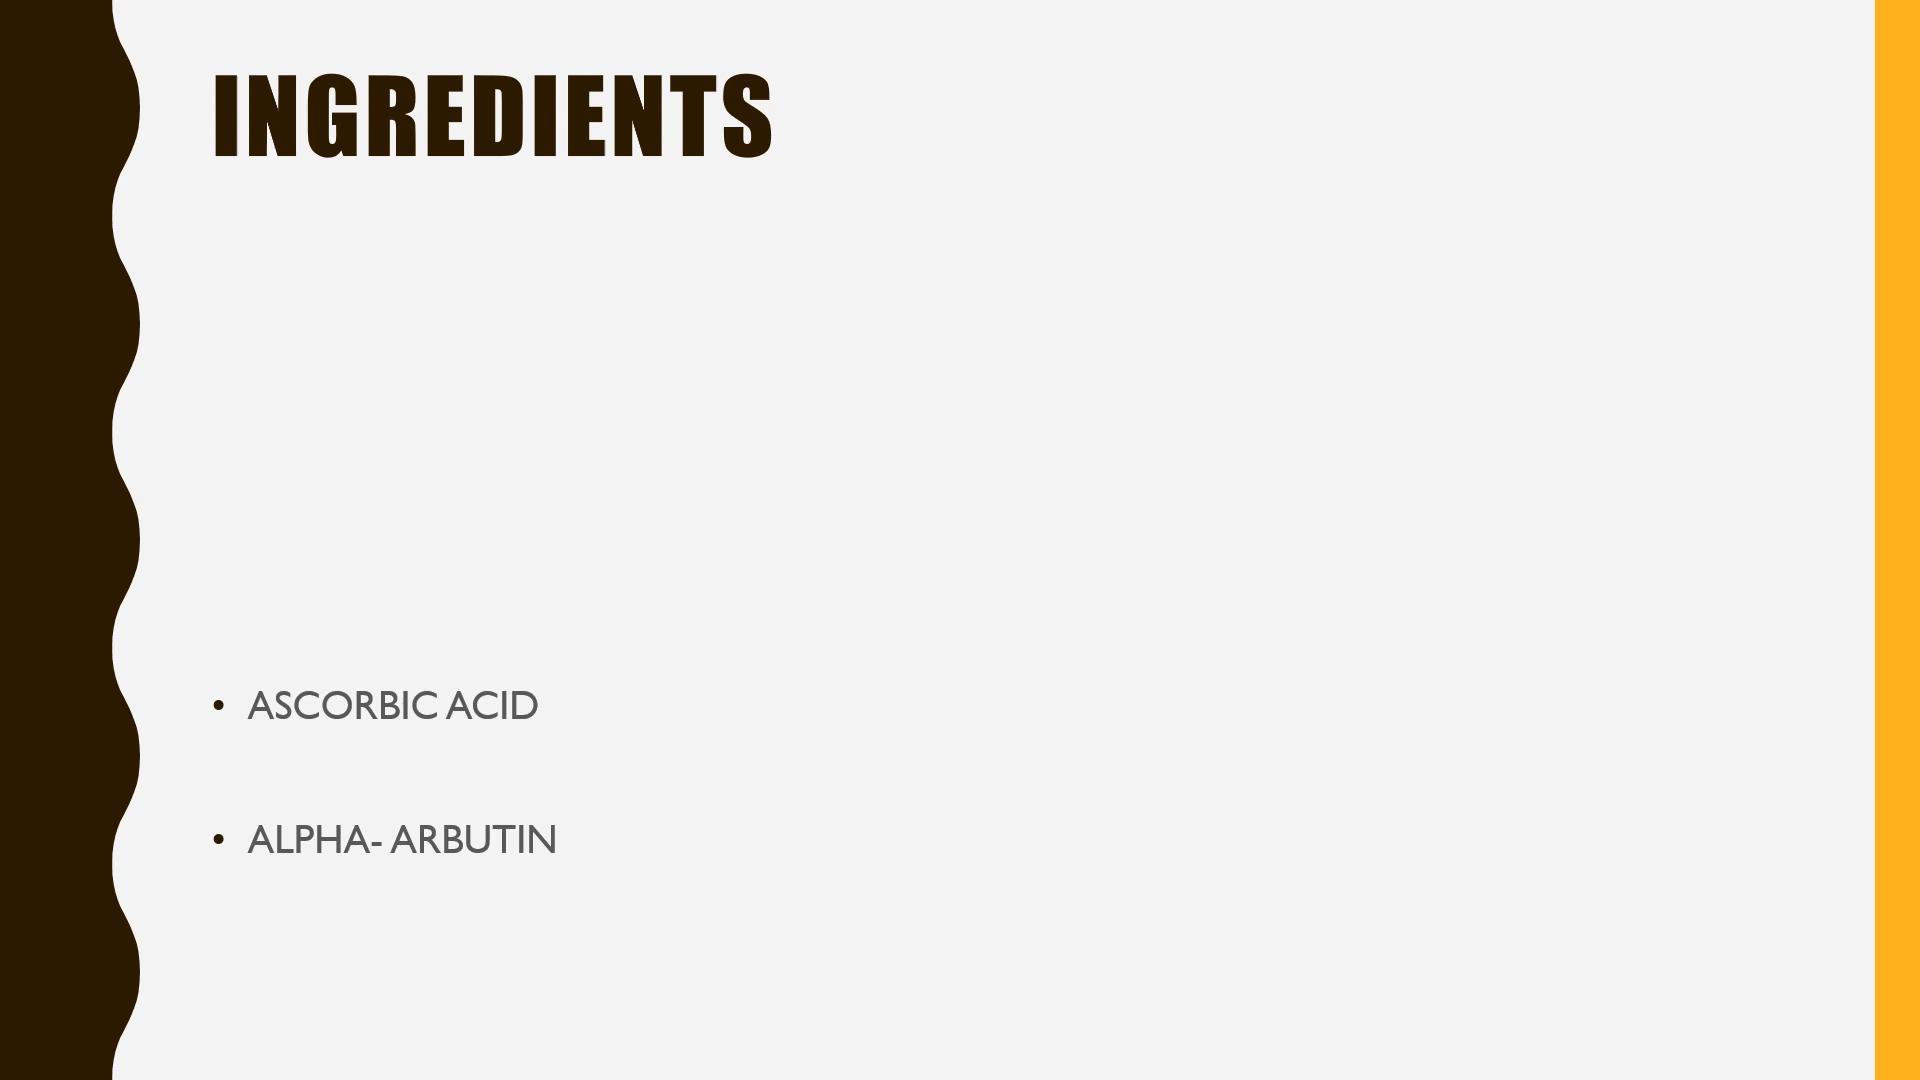 INGREDIENTS
• ASCORBIC ACID
• ALPHA- ARBUTIN